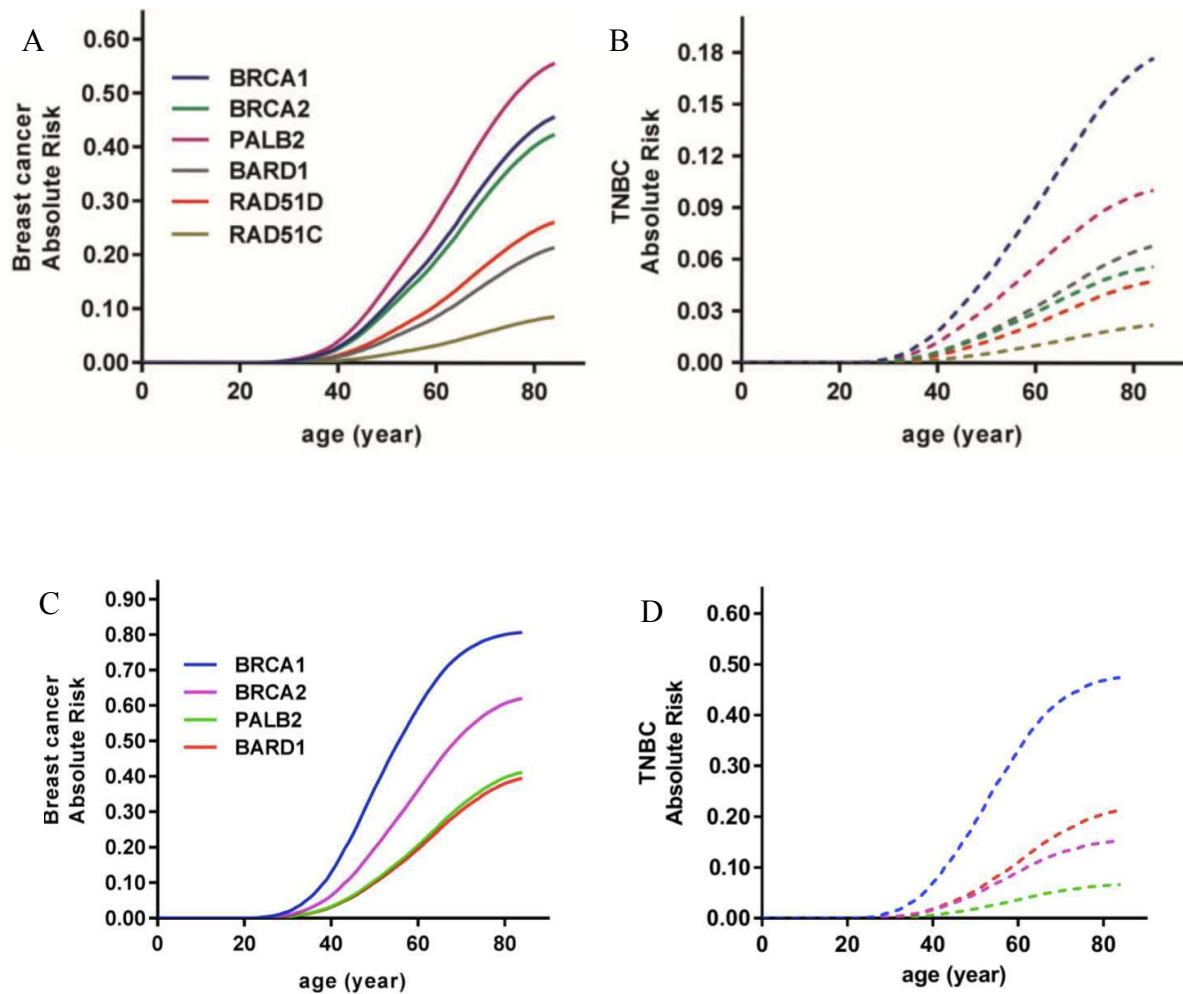 A
Breast cancer
Absolute Risk
0.60
0.50
0.40
0.30
0.20
0.10
0.00
BRCA1
BRCA2
PALB2
BARD1
RAD51D
RAD51C
0 20 40 60 80
age (year)
B
TNBC
Absolute Risk
0.18
0.15
0.12
0.09
0.06
0.03
0.00
0 20 40 60 80
age (year)
C
Breast cancer
Absolute Risk
0.90
0.80
0.70
0.60
0.50
0.40
0.30
0.20
0.10
0.00
BRCA1
BRCA2
PALB2
BARD1
0 20 40 60 80
age (year)
D
TNBC
Absolute Risk
0.60
0.50
0.40
0.30
0.20
0.10
0.00
0 20 40 60 80
age (year)